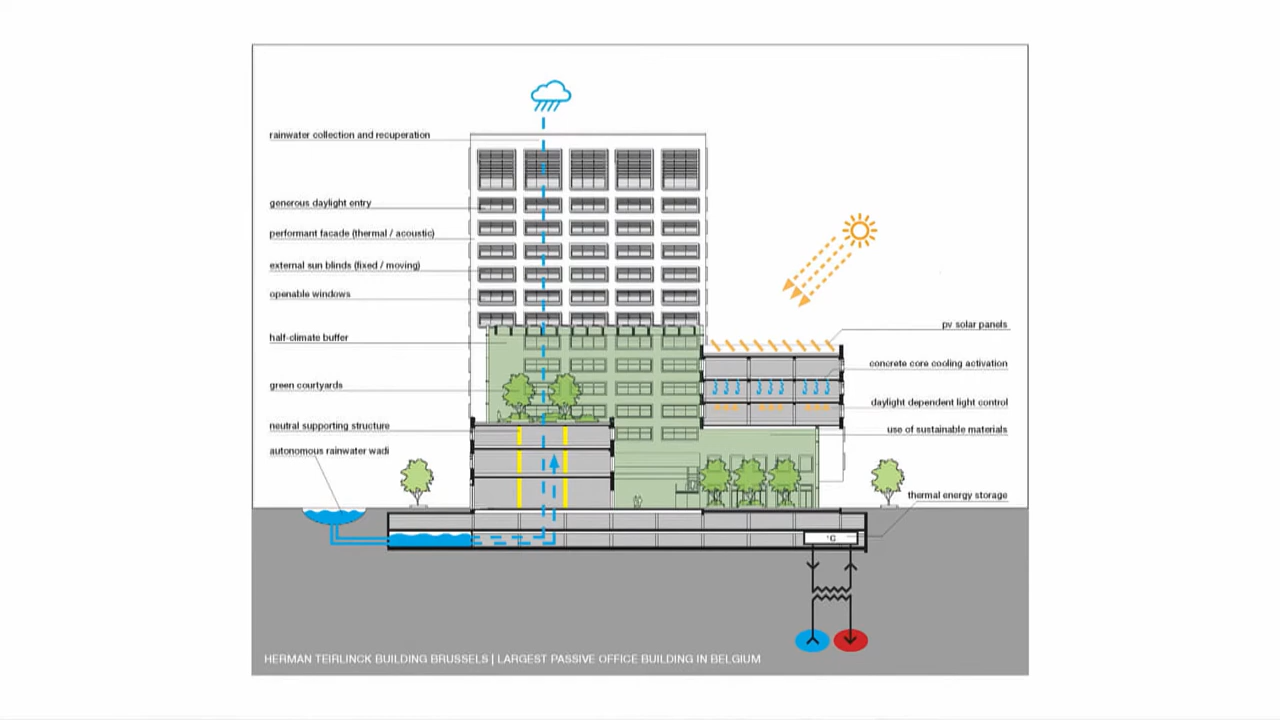 rainwater collection and recuperation
generous daylight entry
performant facade (thermal / acoustic)
external sun blinds (fixed / moving)
openable windows
half-climate buffer
green courtyards
neutral supporting structure
autonomous rainwater wadi
pv solar panels
concrete core cooling activation
daylight dependent light control
use of sustainable materials
thermal energy storage
°C
HERMAN TEIRLINCK BUILDING BRUSSELS | LARGEST PASSIVE OFFICE BUILDING IN BELGIUM